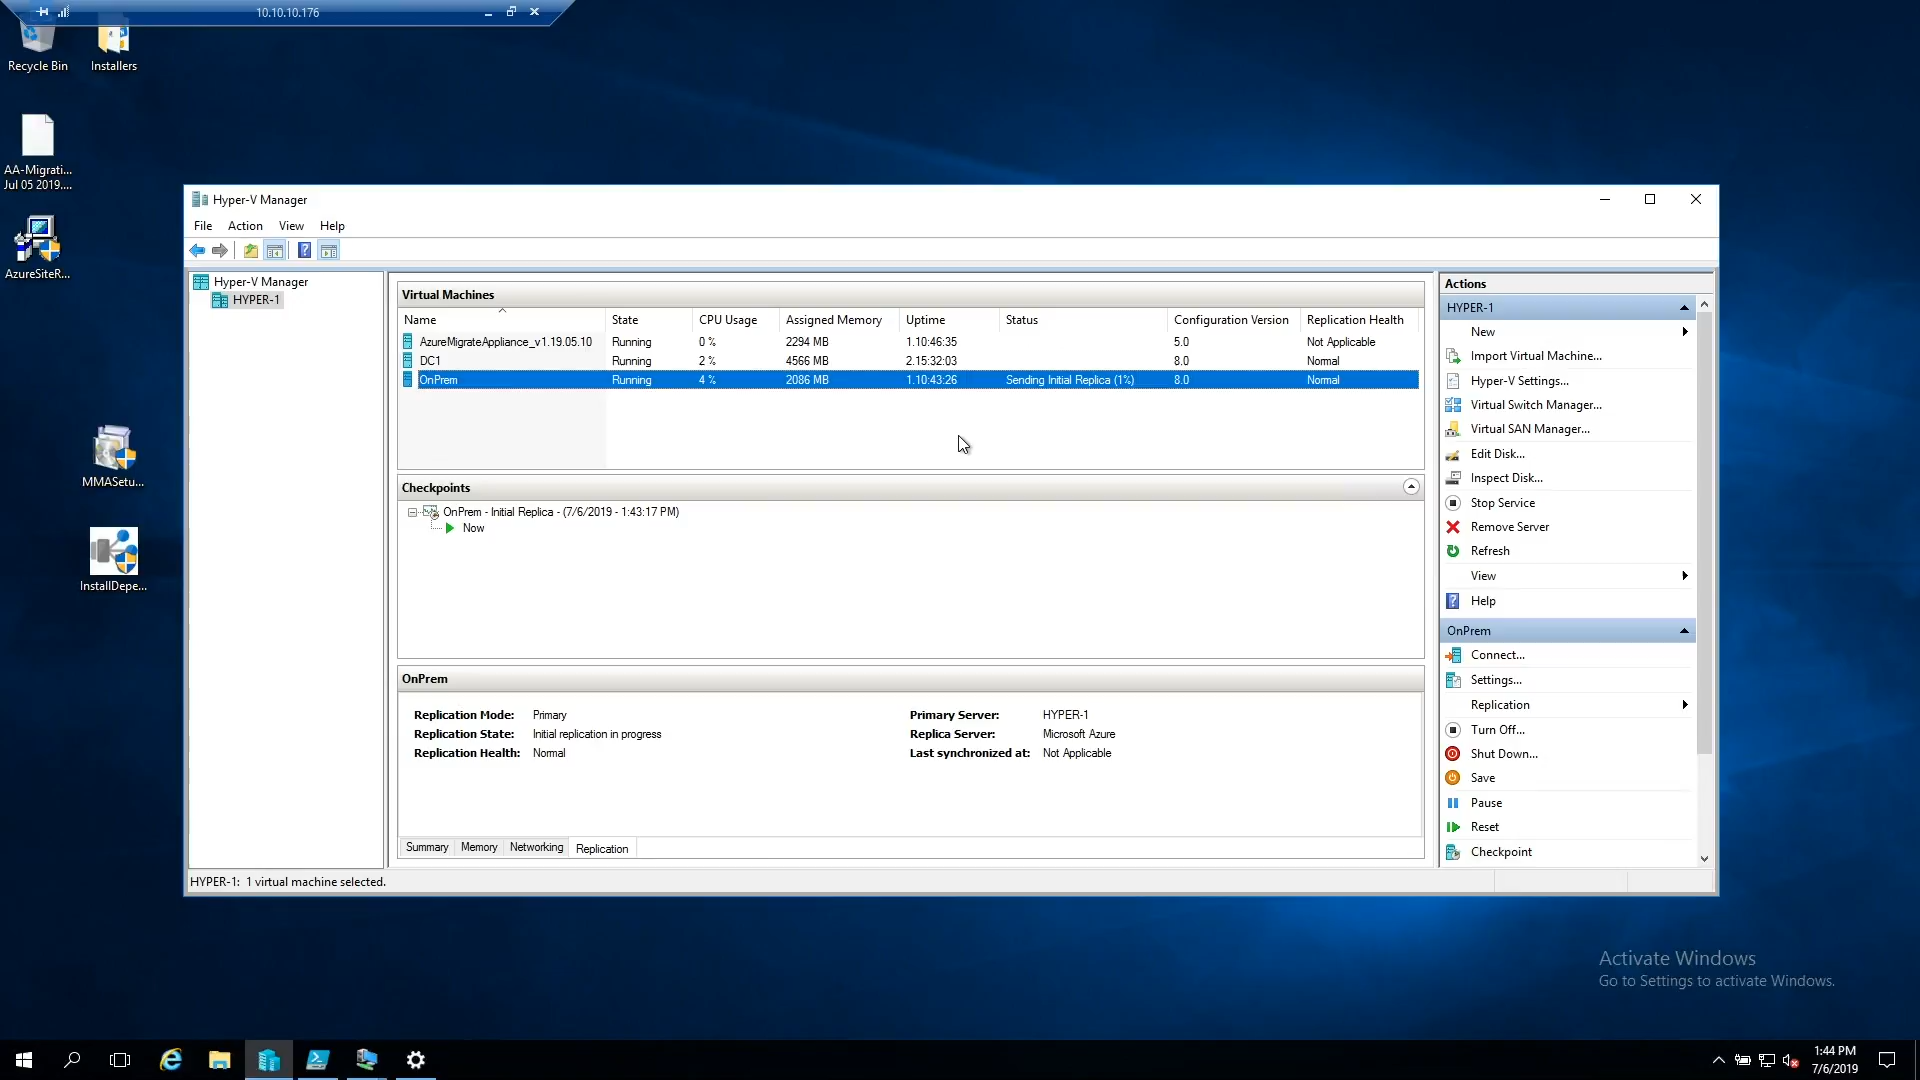 10.10.10.176
Recycle Bin
Installers
AA-Migrati...
Jul 05 2019....
AzureSiteR...
MMASetu...
InstallDepe...
Hyper-V Manager
File Action View Help
Hyper-V Manager
HYPER-1
Virtual Machines
Name State CPU Usage Assigned Memory Uptime Status Configuration Version Replication Health
AzureMigrateAppliance_v1.19.05.10 Running 0 % 2294 MB 1.10:46:35 5.0 Not Applicable
DC1 Running 2 % 4566 MB 2.15:32:03 8.0 Normal
OnPrem Running 4 % 2086 MB 1.10:43:26 Sending Initial Replica (1%) 8.0 Normal
Checkpoints
OnPrem - Initial Replica - (7/6/2019 - 1:43:17 PM)
Now
OnPrem
Replication Mode: Primary Primary Server: HYPER-1
Replication State: Initial replication in progress Replica Server: Microsoft Azure
Replication Health: Normal Last synchronized at: Not Applicable
Summary Memory Networking Replication
Actions
HYPER-1
New
Import Virtual Machine...
Hyper-V Settings...
Virtual Switch Manager...
Virtual SAN Manager...
Edit Disk...
Inspect Disk...
Stop Service
Remove Server
Refresh
View
Help
OnPrem
Connect...
Settings...
Replication
Turn Off...
Shut Down...
Save
Pause
Reset
Checkpoint
HYPER-1: 1 virtual machine selected.
Activate Windows
Go to Settings to activate Windows.
1:44 PM
7/6/2019